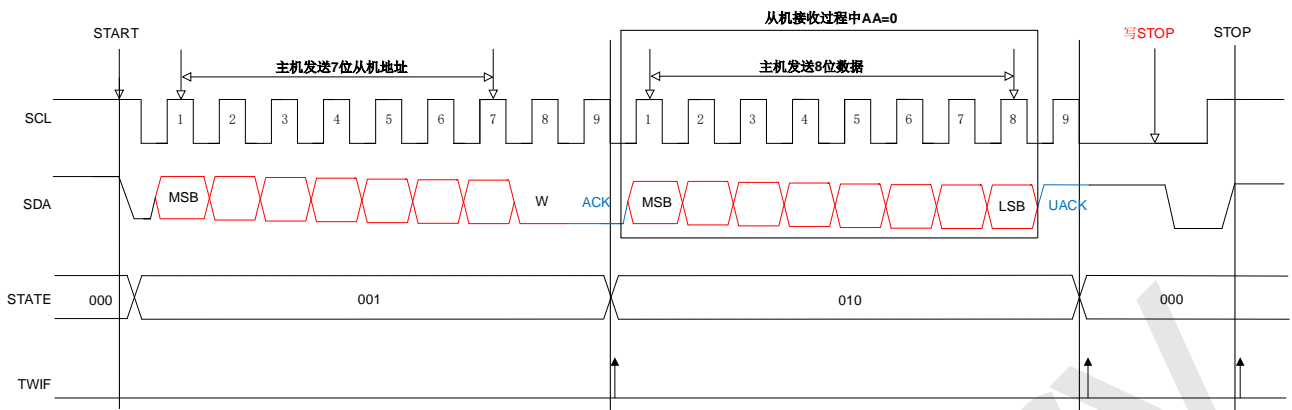 从机接收过程中AA=0
START
写STOP
STOP
主机发送7位从机地址
主机发送8位数据
SCL
1 2 3 4 5 6 7 8 9 1 2 3 4 5 6 7 8 9
SDA
MSB W ACK MSB LSB UACK
STATE
000 001 010 000
TWIF